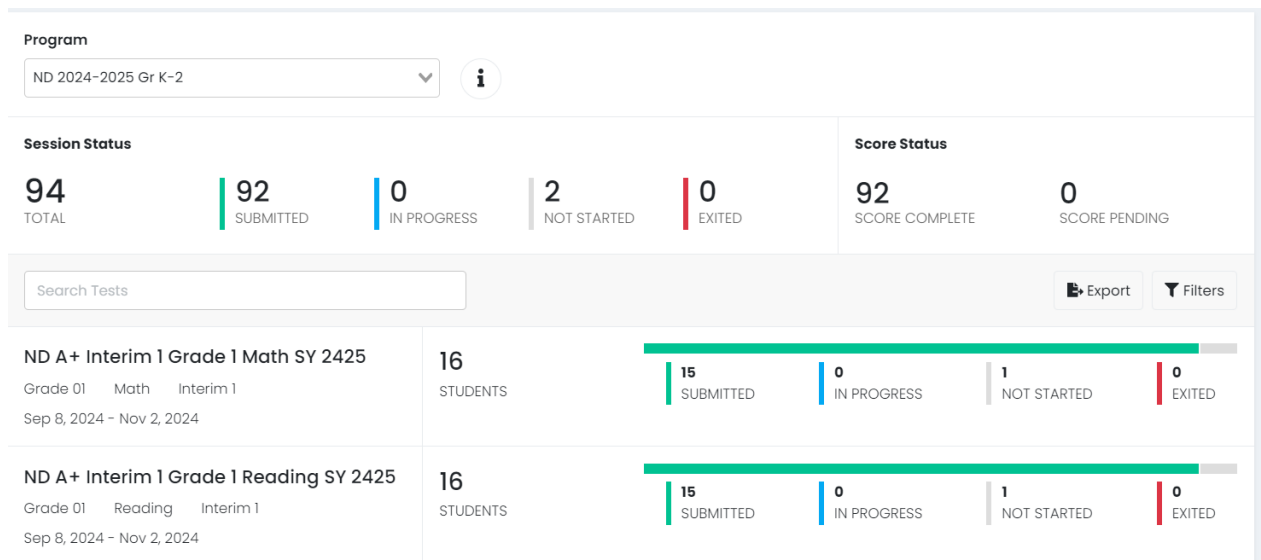 Program
ND 2024-2025 Gr K-2
i
Session Status
94
TOTAL
92
SUBMITTED
0
IN PROGRESS
2
NOT STARTED
0
EXITED
Score Status
92
SCORE COMPLETE
0
SCORE PENDING
Search Tests
Export
Filters
ND A+ Interim 1 Grade 1 Math SY 2425
Grade 01 Math Interim 1
Sep 8, 2024 - Nov 2, 2024
16
STUDENTS
15
SUBMITTED
0
IN PROGRESS
1
NOT STARTED
0
EXITED
ND A+ Interim 1 Grade 1 Reading SY 2425
Grade 01 Reading Interim 1
Sep 8, 2024 - Nov 2, 2024
16
STUDENTS
15
SUBMITTED
0
IN PROGRESS
1
NOT STARTED
0
EXITED